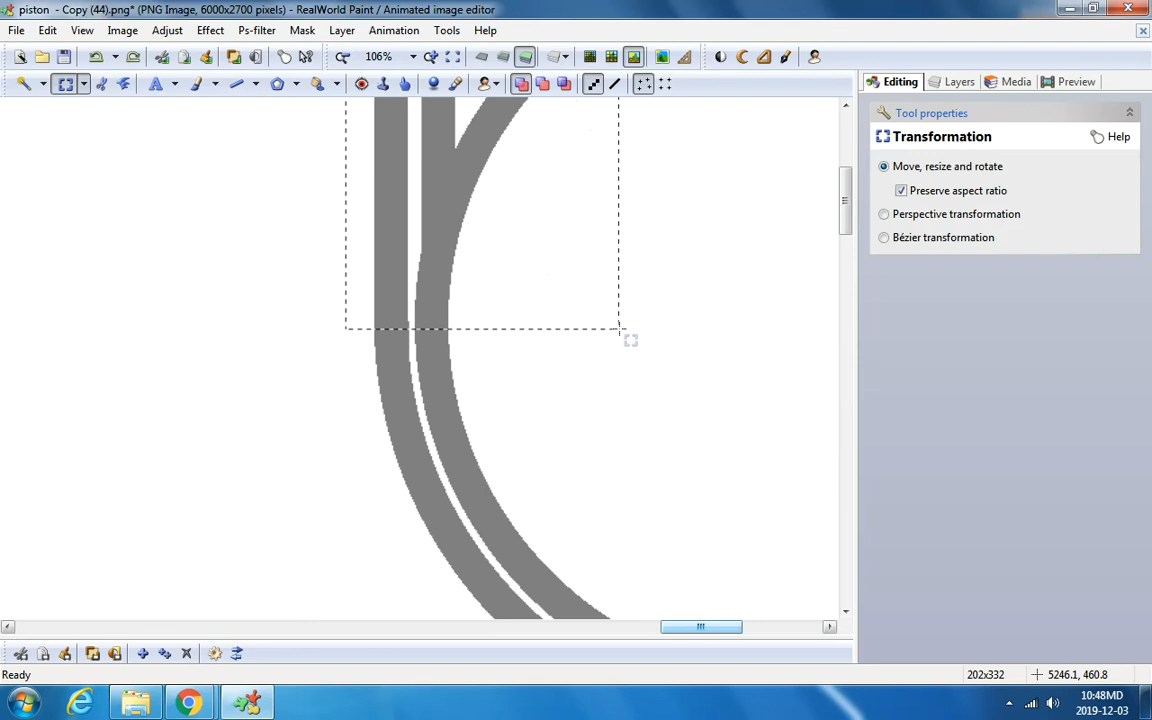 piston - Copy (44).png* (PNG Image, 6000x2700 pixels) - RealWorld Paint / Animated image editor
File Edit View Image Adjust Effect Ps-filter Mask Layer Animation Tools Help
106%
Editing Layers Media Preview
Tool properties
Transformation Help
Move, resize and rotate
Preserve aspect ratio
Perspective transformation
Bézier transformation
Ready 202x332 5246.1, 460.8
10:48MD
2019-12-03